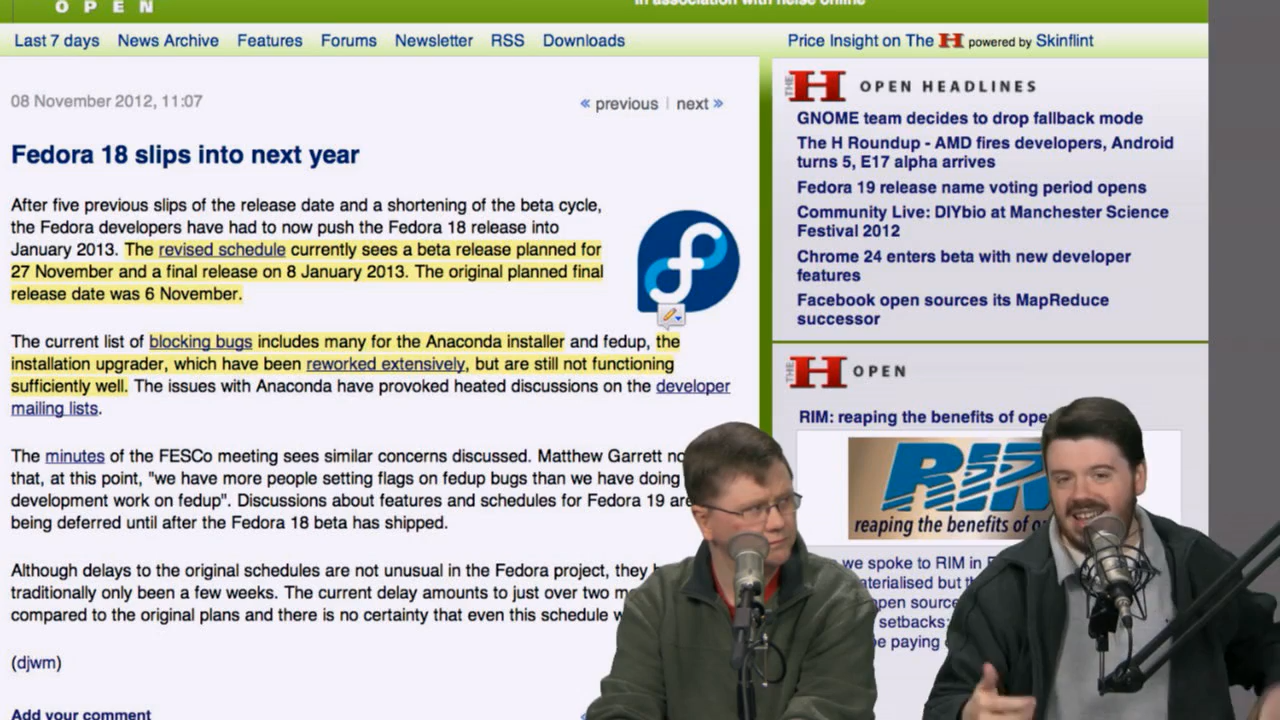 OPEN
in association with heise online
Last 7 days News Archive Features Forums Newsletter RSS Downloads
Price Insight on The H powered by Skinflint
08 November 2012, 11:07
« previous | next »
Fedora 18 slips into next year
After five previous slips of the release date and a shortening of the beta cycle,
the Fedora developers have had to now push the Fedora 18 release into
January 2013. The revised schedule currently sees a beta release planned for
27 November and a final release on 8 January 2013. The original planned final
release date was 6 November.
The current list of blocking bugs includes many for the Anaconda installer and fedup, the
installation upgrader, which have been reworked extensively, but are still not functioning
sufficiently well. The issues with Anaconda have provoked heated discussions on the developer
mailing lists.
The minutes of the FESCo meeting sees similar concerns discussed. Matthew Garrett no
that, at this point, "we have more people setting flags on fedup bugs than we have doing
development work on fedup". Discussions about features and schedules for Fedora 19 are
being deferred until after the Fedora 18 beta has shipped.
Although delays to the original schedules are not unusual in the Fedora project, they
traditionally only been a few weeks. The current delay amounts to just over two m
compared to the original plans and there is no certainty that even this schedule w
(djwm)
Add your comment
THE H OPEN HEADLINES
GNOME team decides to drop fallback mode
The H Roundup - AMD fires developers, Android
turns 5, E17 alpha arrives
Fedora 19 release name voting period opens
Community Live: DIYbio at Manchester Science
Festival 2012
Chrome 24 enters beta with new developer
features
Facebook open sources its MapReduce
successor
THE H OPEN
RIM: reaping the benefits of ope
RIM
reaping the benefits of o
we spoke to RIM in
aterialised but th
open source
setbacks:
be paying